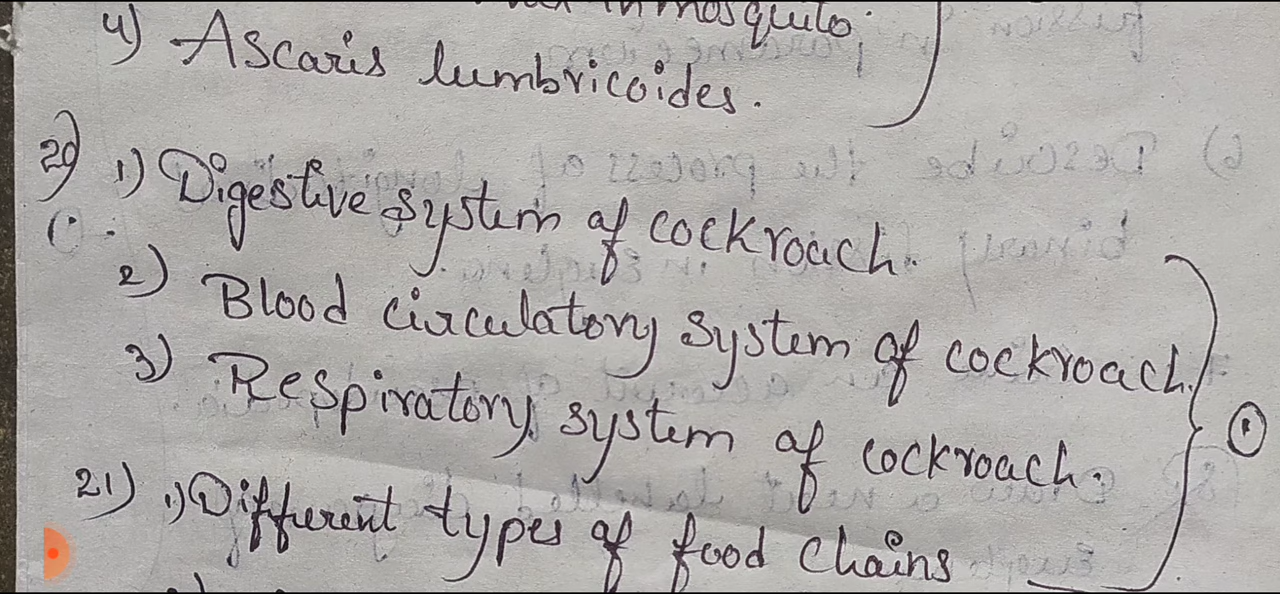 in mosquito.
4) Ascaris lumbricoides.
20) 1) Digestive system of cockroach.
2) Blood circulatory system of cockroach.
3) Respiratory system of cockroach.
21) 1) Different types of food chains